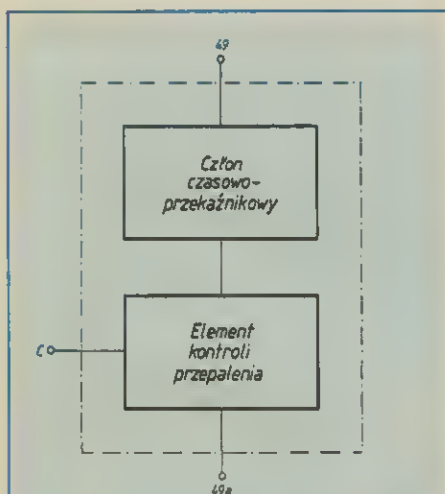 49
Człon
czasowo-
przekaźnikowy
Element
kontroli
przepalenia
C
49a